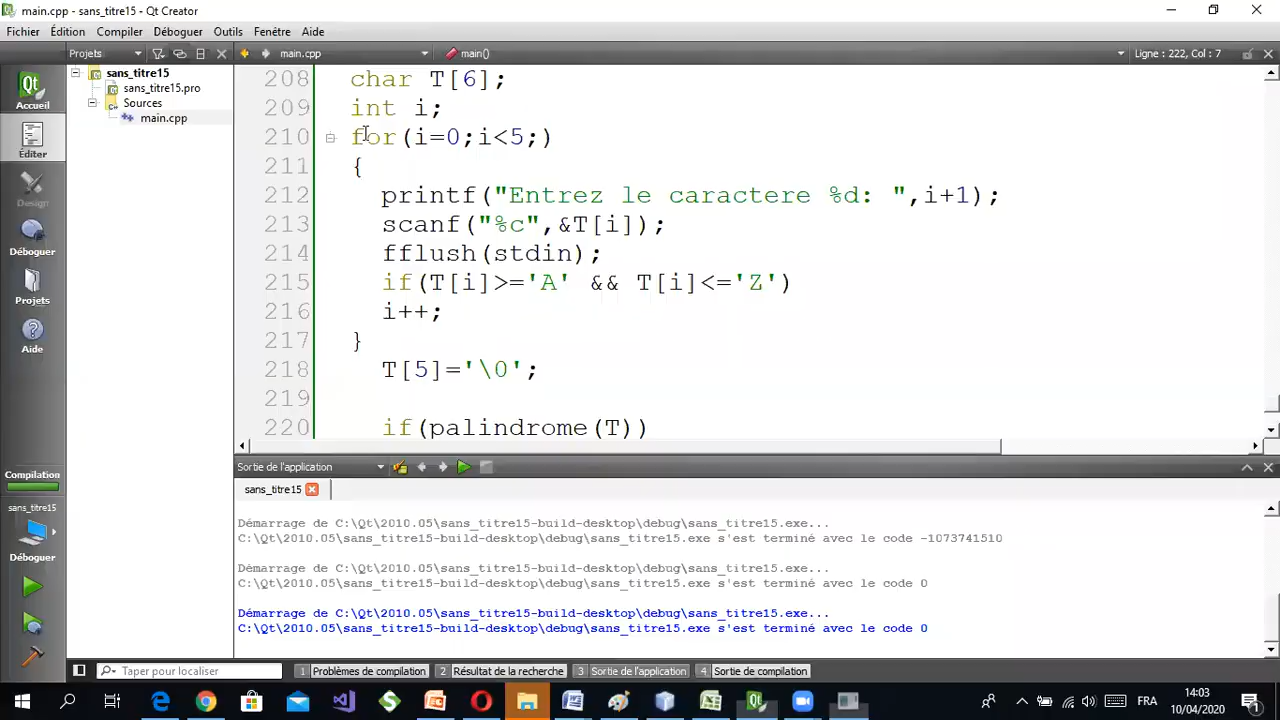 main.cpp - sans_titre15 - Qt Creator
Fichier Édition Compiler Déboguer Outils Fenêtre Aide
Projets main.cpp main() Ligne : 222, Col : 7
sans_titre15
sans_titre15.pro
Sources
main.cpp
Accueil
Éditer
Design
Déboguer
Projets
Aide
Compilation
sans_titre15
Déboguer
208 char T[6];
209 int i;
210 for(i=0;i<5;)
211 {
212 printf("Entrez le caractere %d: ",i+1);
213 scanf("%c",&T[i]);
214 fflush(stdin);
215 if(T[i]>='A' && T[i]<='Z')
216 i++;
217 }
218 T[5]='\0';
219
220 if(palindrome(T))
Sortie de l'application
sans_titre15
Démarrage de C:\Qt\2010.05\sans_titre15-build-desktop\debug\sans_titre15.exe...
C:\Qt\2010.05\sans_titre15-build-desktop\debug\sans_titre15.exe s'est terminé avec le code -1073741510
Démarrage de C:\Qt\2010.05\sans_titre15-build-desktop\debug\sans_titre15.exe...
C:\Qt\2010.05\sans_titre15-build-desktop\debug\sans_titre15.exe s'est terminé avec le code 0
Démarrage de C:\Qt\2010.05\sans_titre15-build-desktop\debug\sans_titre15.exe...
C:\Qt\2010.05\sans_titre15-build-desktop\debug\sans_titre15.exe s'est terminé avec le code 0
Taper pour localiser 1 Problèmes de compilation 2 Résultat de la recherche 3 Sortie de l'application 4 Sortie de compilation
FRA 14:03
10/04/2020